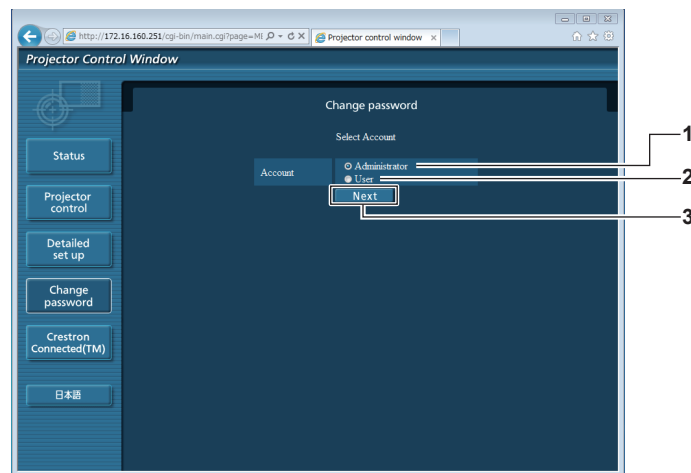 http://172.16.160.251/cgi-bin/main.cgi?page=M
Projector control window
Projector Control Window
Change password
Select Account
1
Status
Account
Administrator
User
2
Next
Projector
control
3
Detailed
set up
Change
password
Crestron
Connected(TM)
日本語